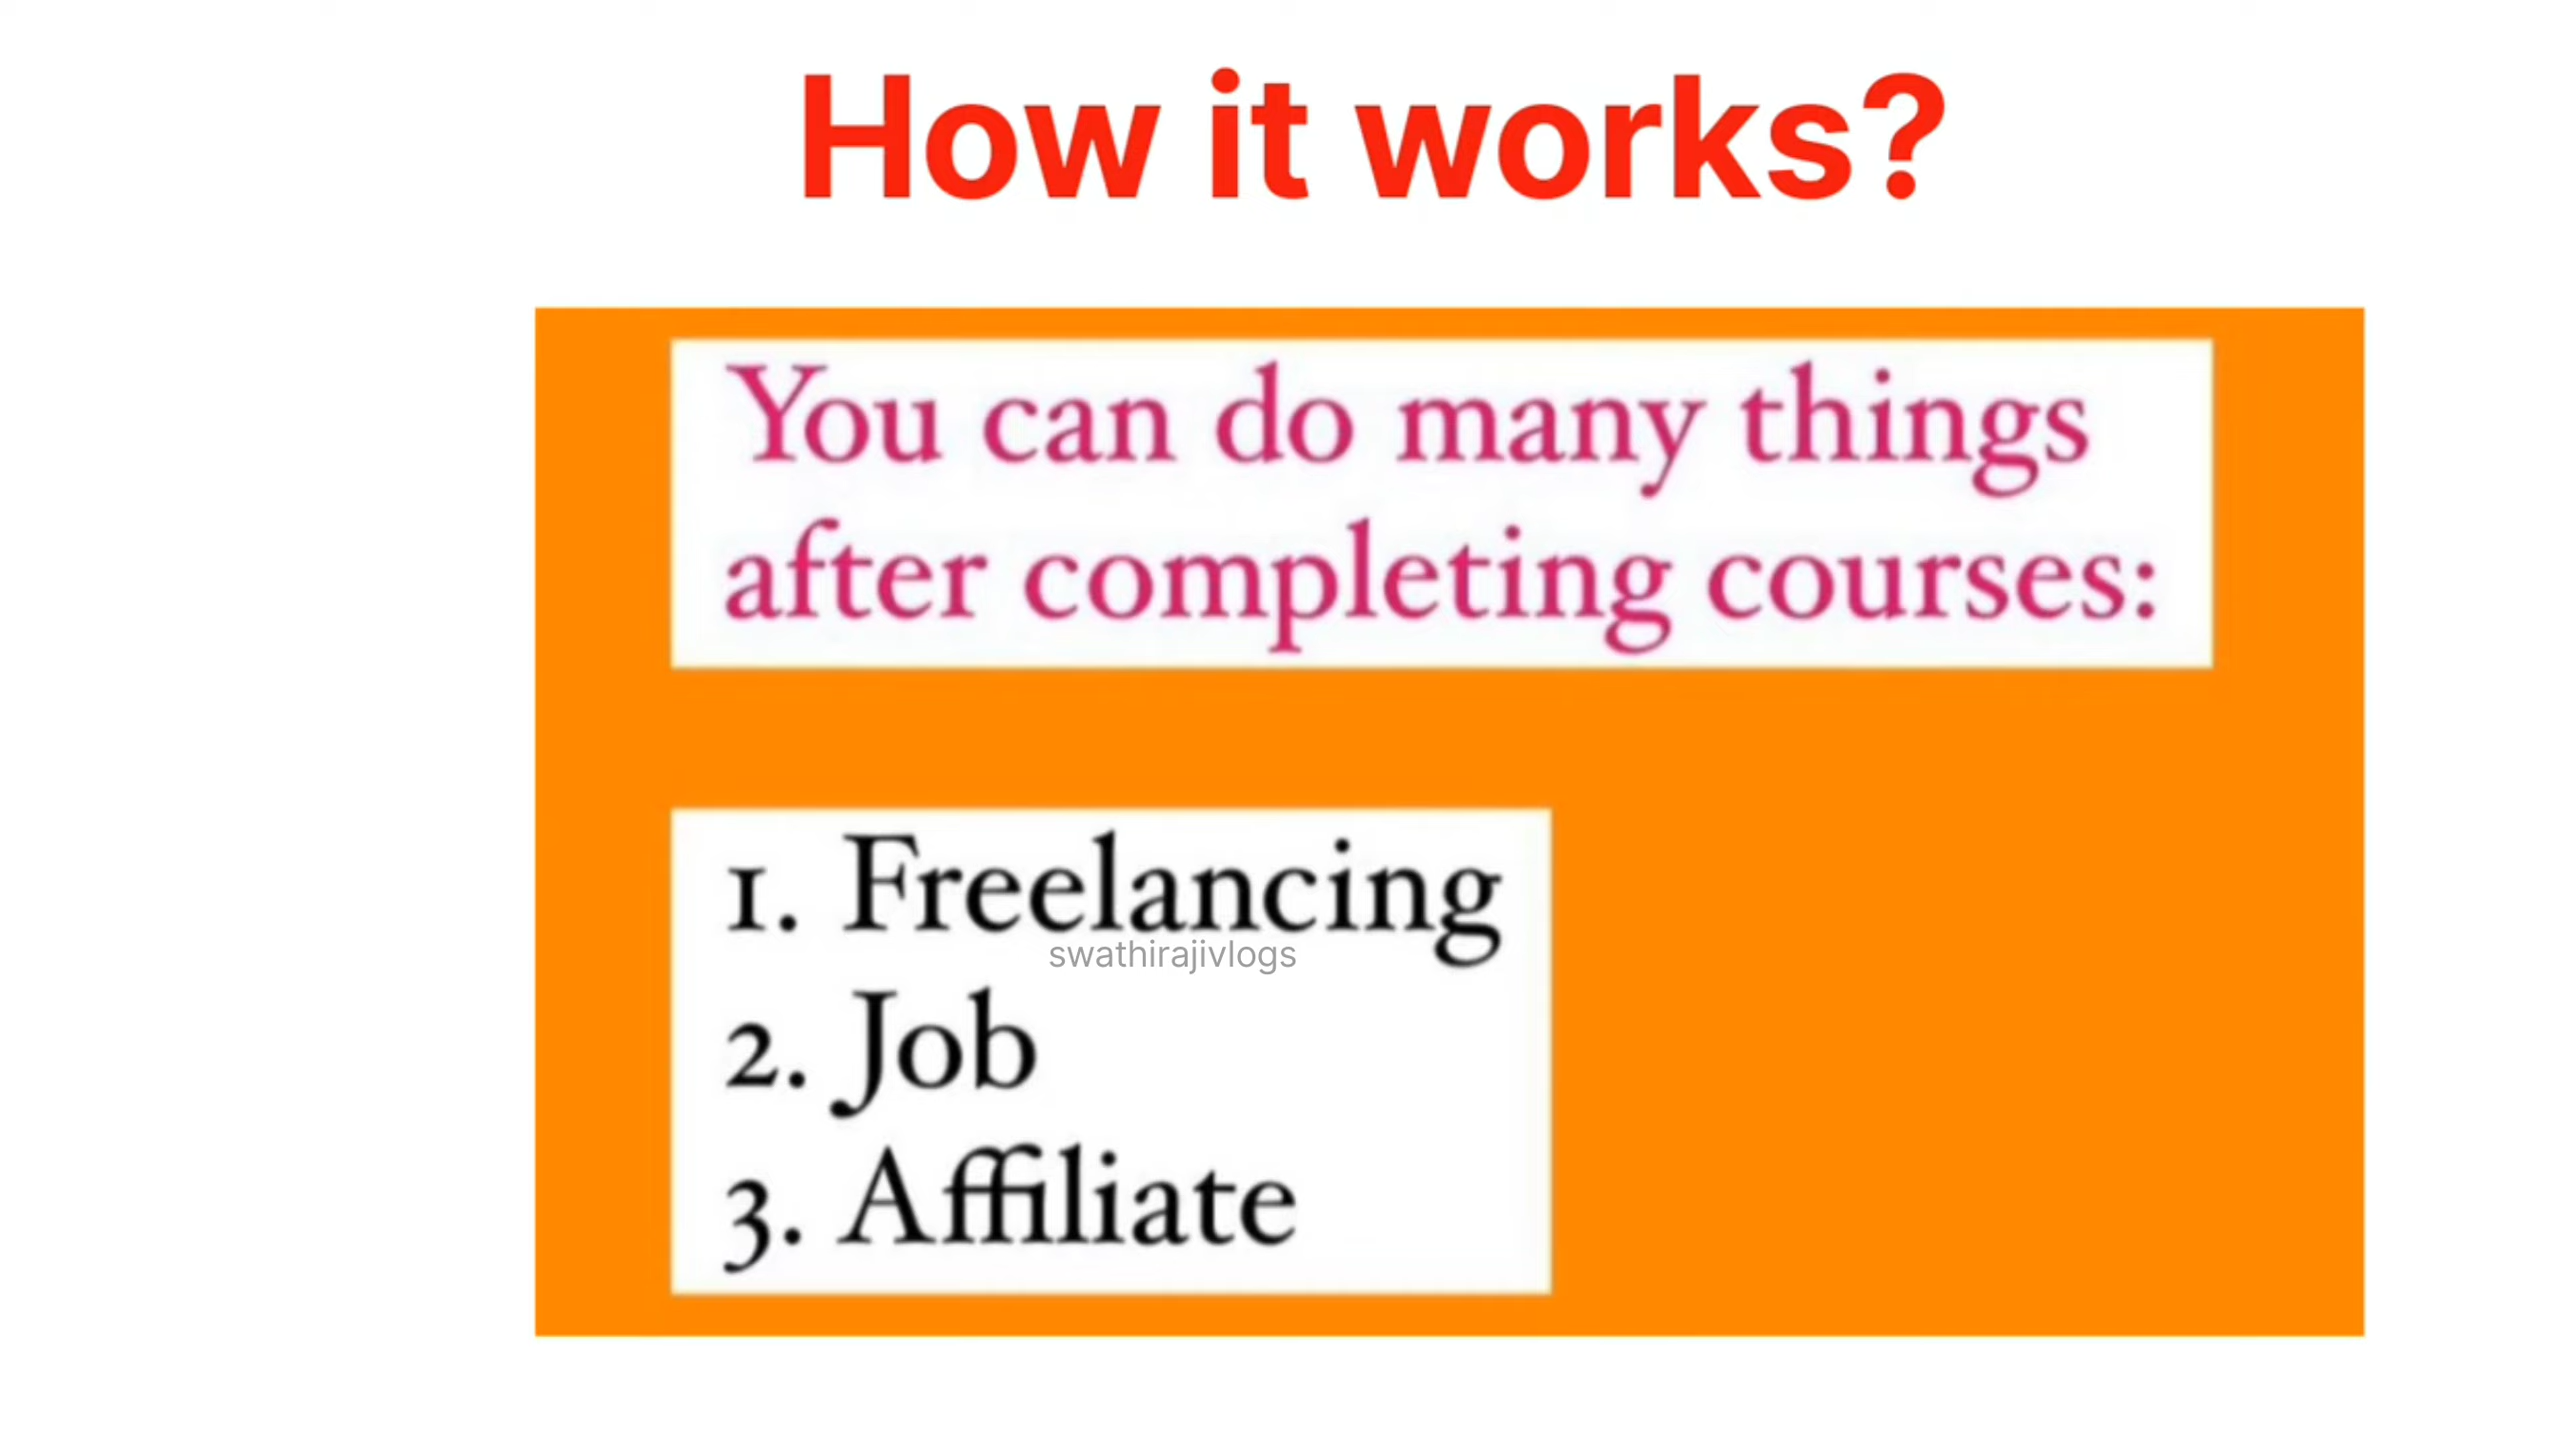 How it works?
You can do many things
after completing courses:
1. Freelancing
swathirajivlogs
2. Job
3. Affiliate